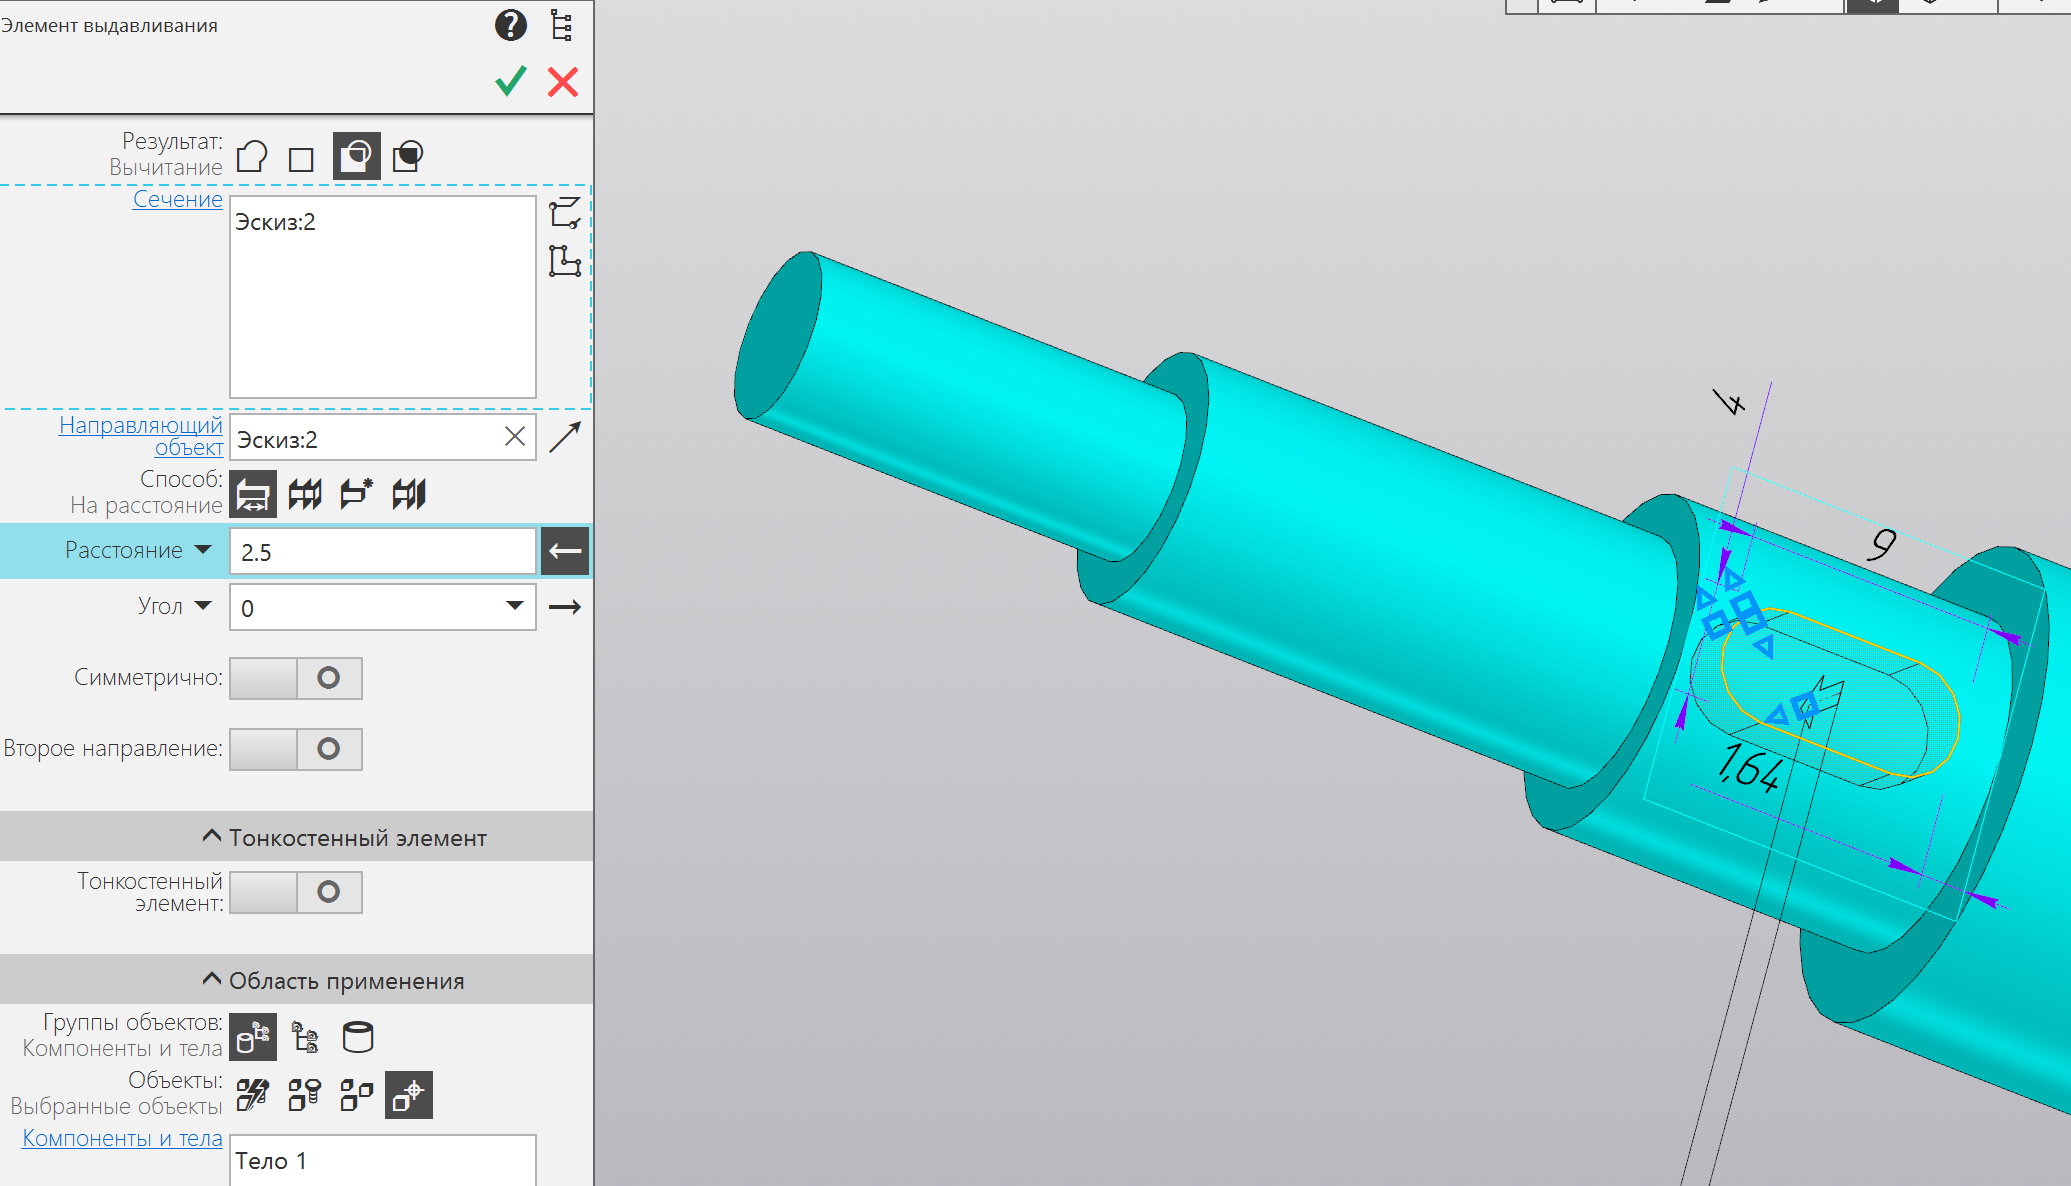 Элемент выдавливания
Результат:
Вычитание
Сечение
Эскиз:2
Направляющий
объект
Эскиз:2
Способ:
На расстояние
Расстояние
2.5
Угол
0
Симметрично:
Второе направление:
Тонкостенный элемент
Тонкостенный
элемент:
Область применения
Группы объектов:
Компоненты и тела
Объекты:
Выбранные объекты
Компоненты и тела
Тело 1
4
9
1,64